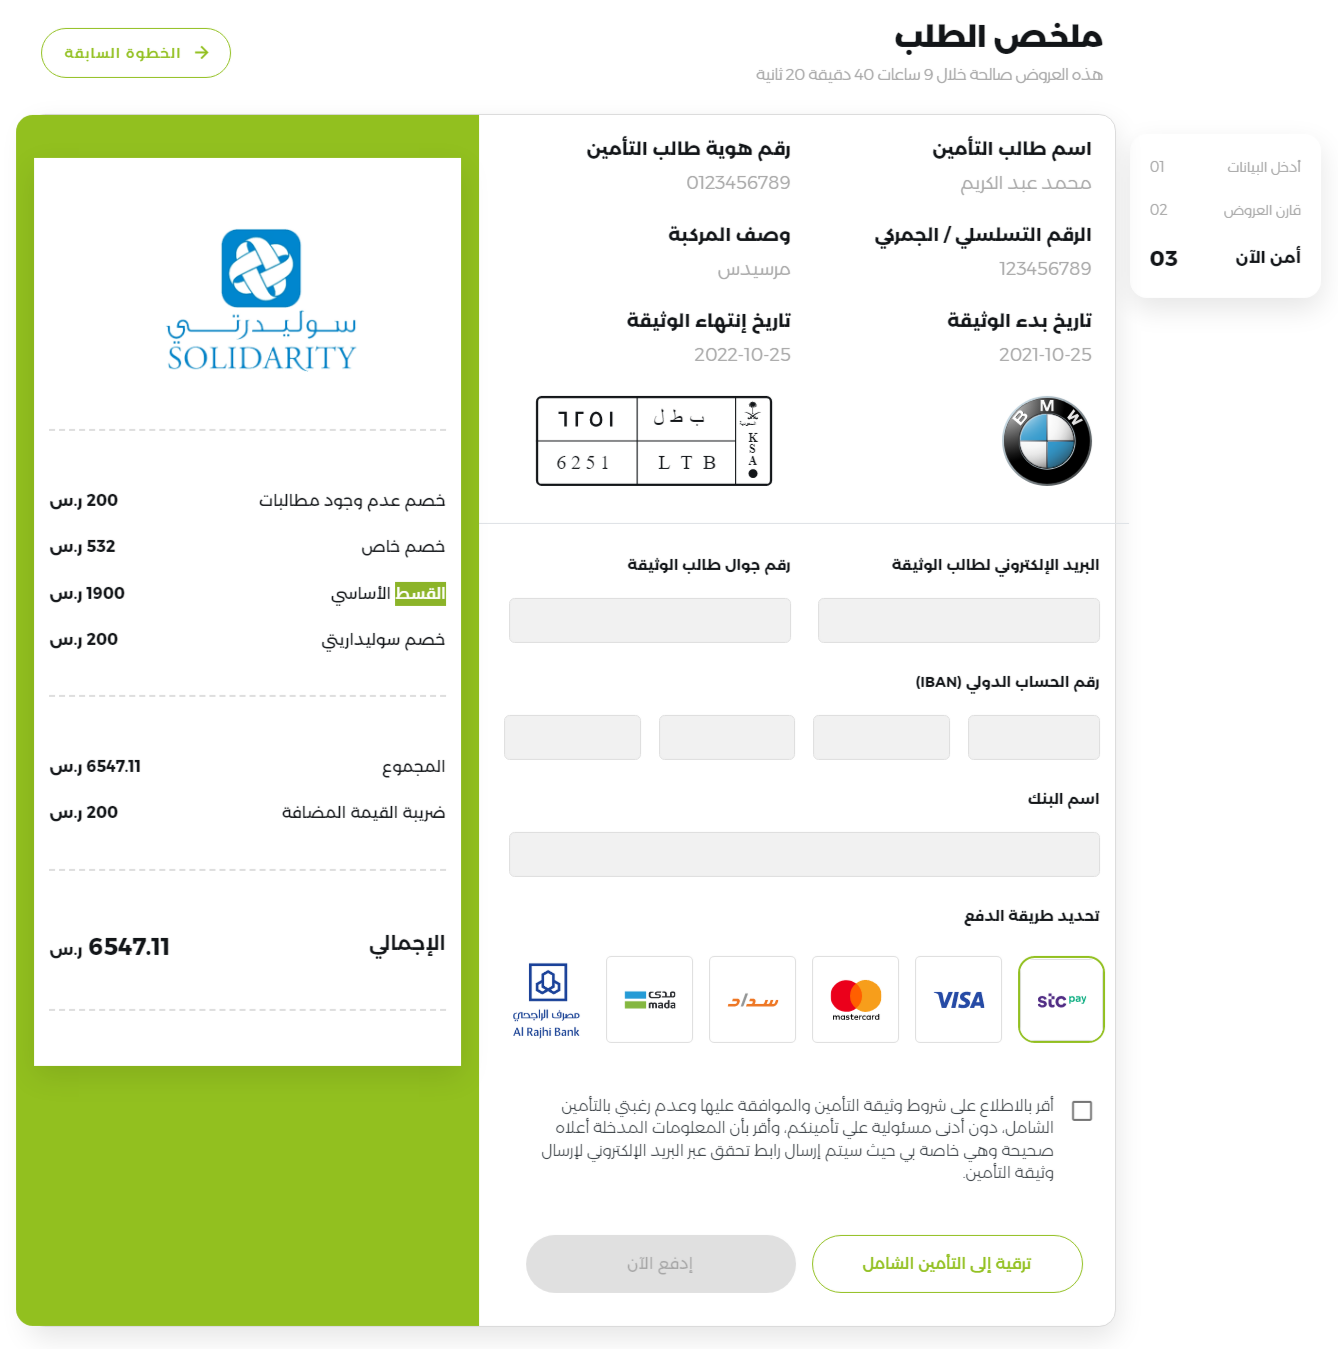 ملخص الطلب
هذه العروض صالحة خلال 9 ساعات 40 دقيقة 20 ثانية
الخطوة السابقة
أدخل البيانات 01
قارن العروض 02
أمن الآن 03
اسم طالب التأمين
محمد عبد الكريم
رقم هوية طالب التأمين
0123456789
الرقم التسلسلي / الجمركي
123456789
وصف المركبة
مرسيدس
تاريخ بدء الوثيقة
2021-10-25
تاريخ إنتهاء الوثيقة
2022-10-25
BMW
٦٢٥١ ب ط ل
6251 L T B
السعودية
K
S
A
البريد الإلكتروني لطالب الوثيقة
رقم جوال طالب الوثيقة
رقم الحساب الدولي (IBAN)
اسم البنك
تحديد طريقة الدفع
stc pay
VISA
mastercard
سداد
مدى
mada
مصرف الراجحي
Al Rajhi Bank
أقر بالاطلاع على شروط وثيقة التأمين والموافقة عليها وعدم رغبتي بالتأمين
الشامل، دون أدنى مسئولية علي تأمينكم، وأقر بأن المعلومات المدخلة أعلاه
صحيحة وهي خاصة بي حيث سيتم إرسال رابط تحقق عبر البريد الإلكتروني لإرسال
وثيقة التأمين.
ترقية إلى التأمين الشامل
إدفع الآن
سوليدرتي
SOLIDARITY
خصم عدم وجود مطالبات 200 ر.س
خصم خاص 532 ر.س
القسط الأساسي 1900 ر.س
خصم سوليداريتي 200 ر.س
المجموع 6547.11 ر.س
ضريبة القيمة المضافة 200 ر.س
الإجمالي 6547.11 ر.س